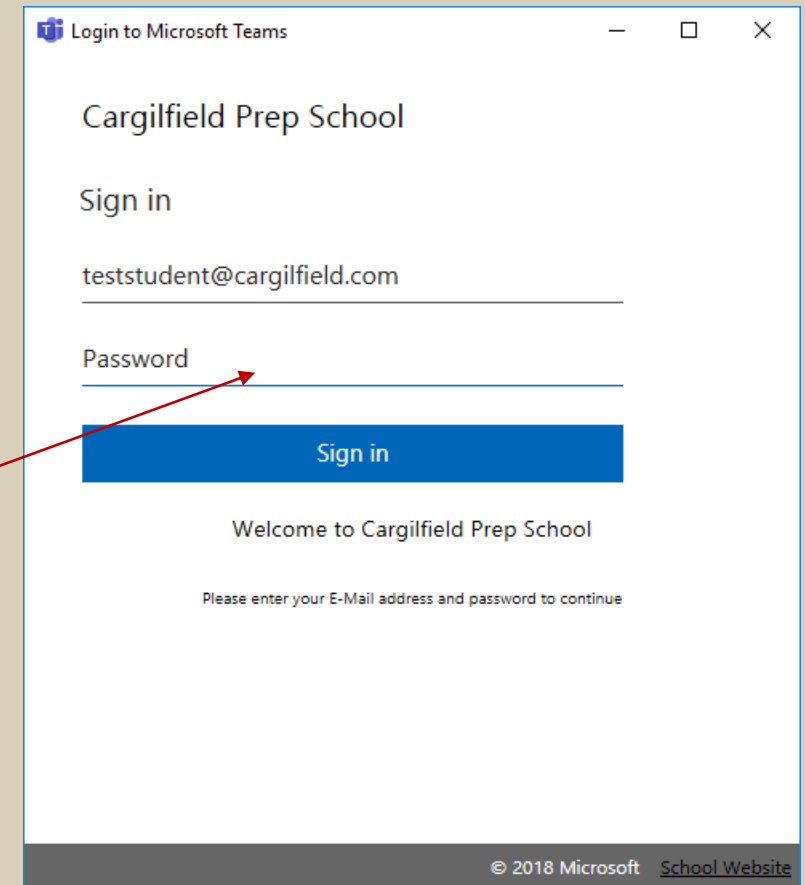 Login to Microsoft Teams
Cargilfield Prep School
Sign in
teststudent@cargilfield.com
Password
Sign in
Welcome to Cargilfield Prep School
Please enter your E-Mail address and password to continue
© 2018 Microsoft School Website